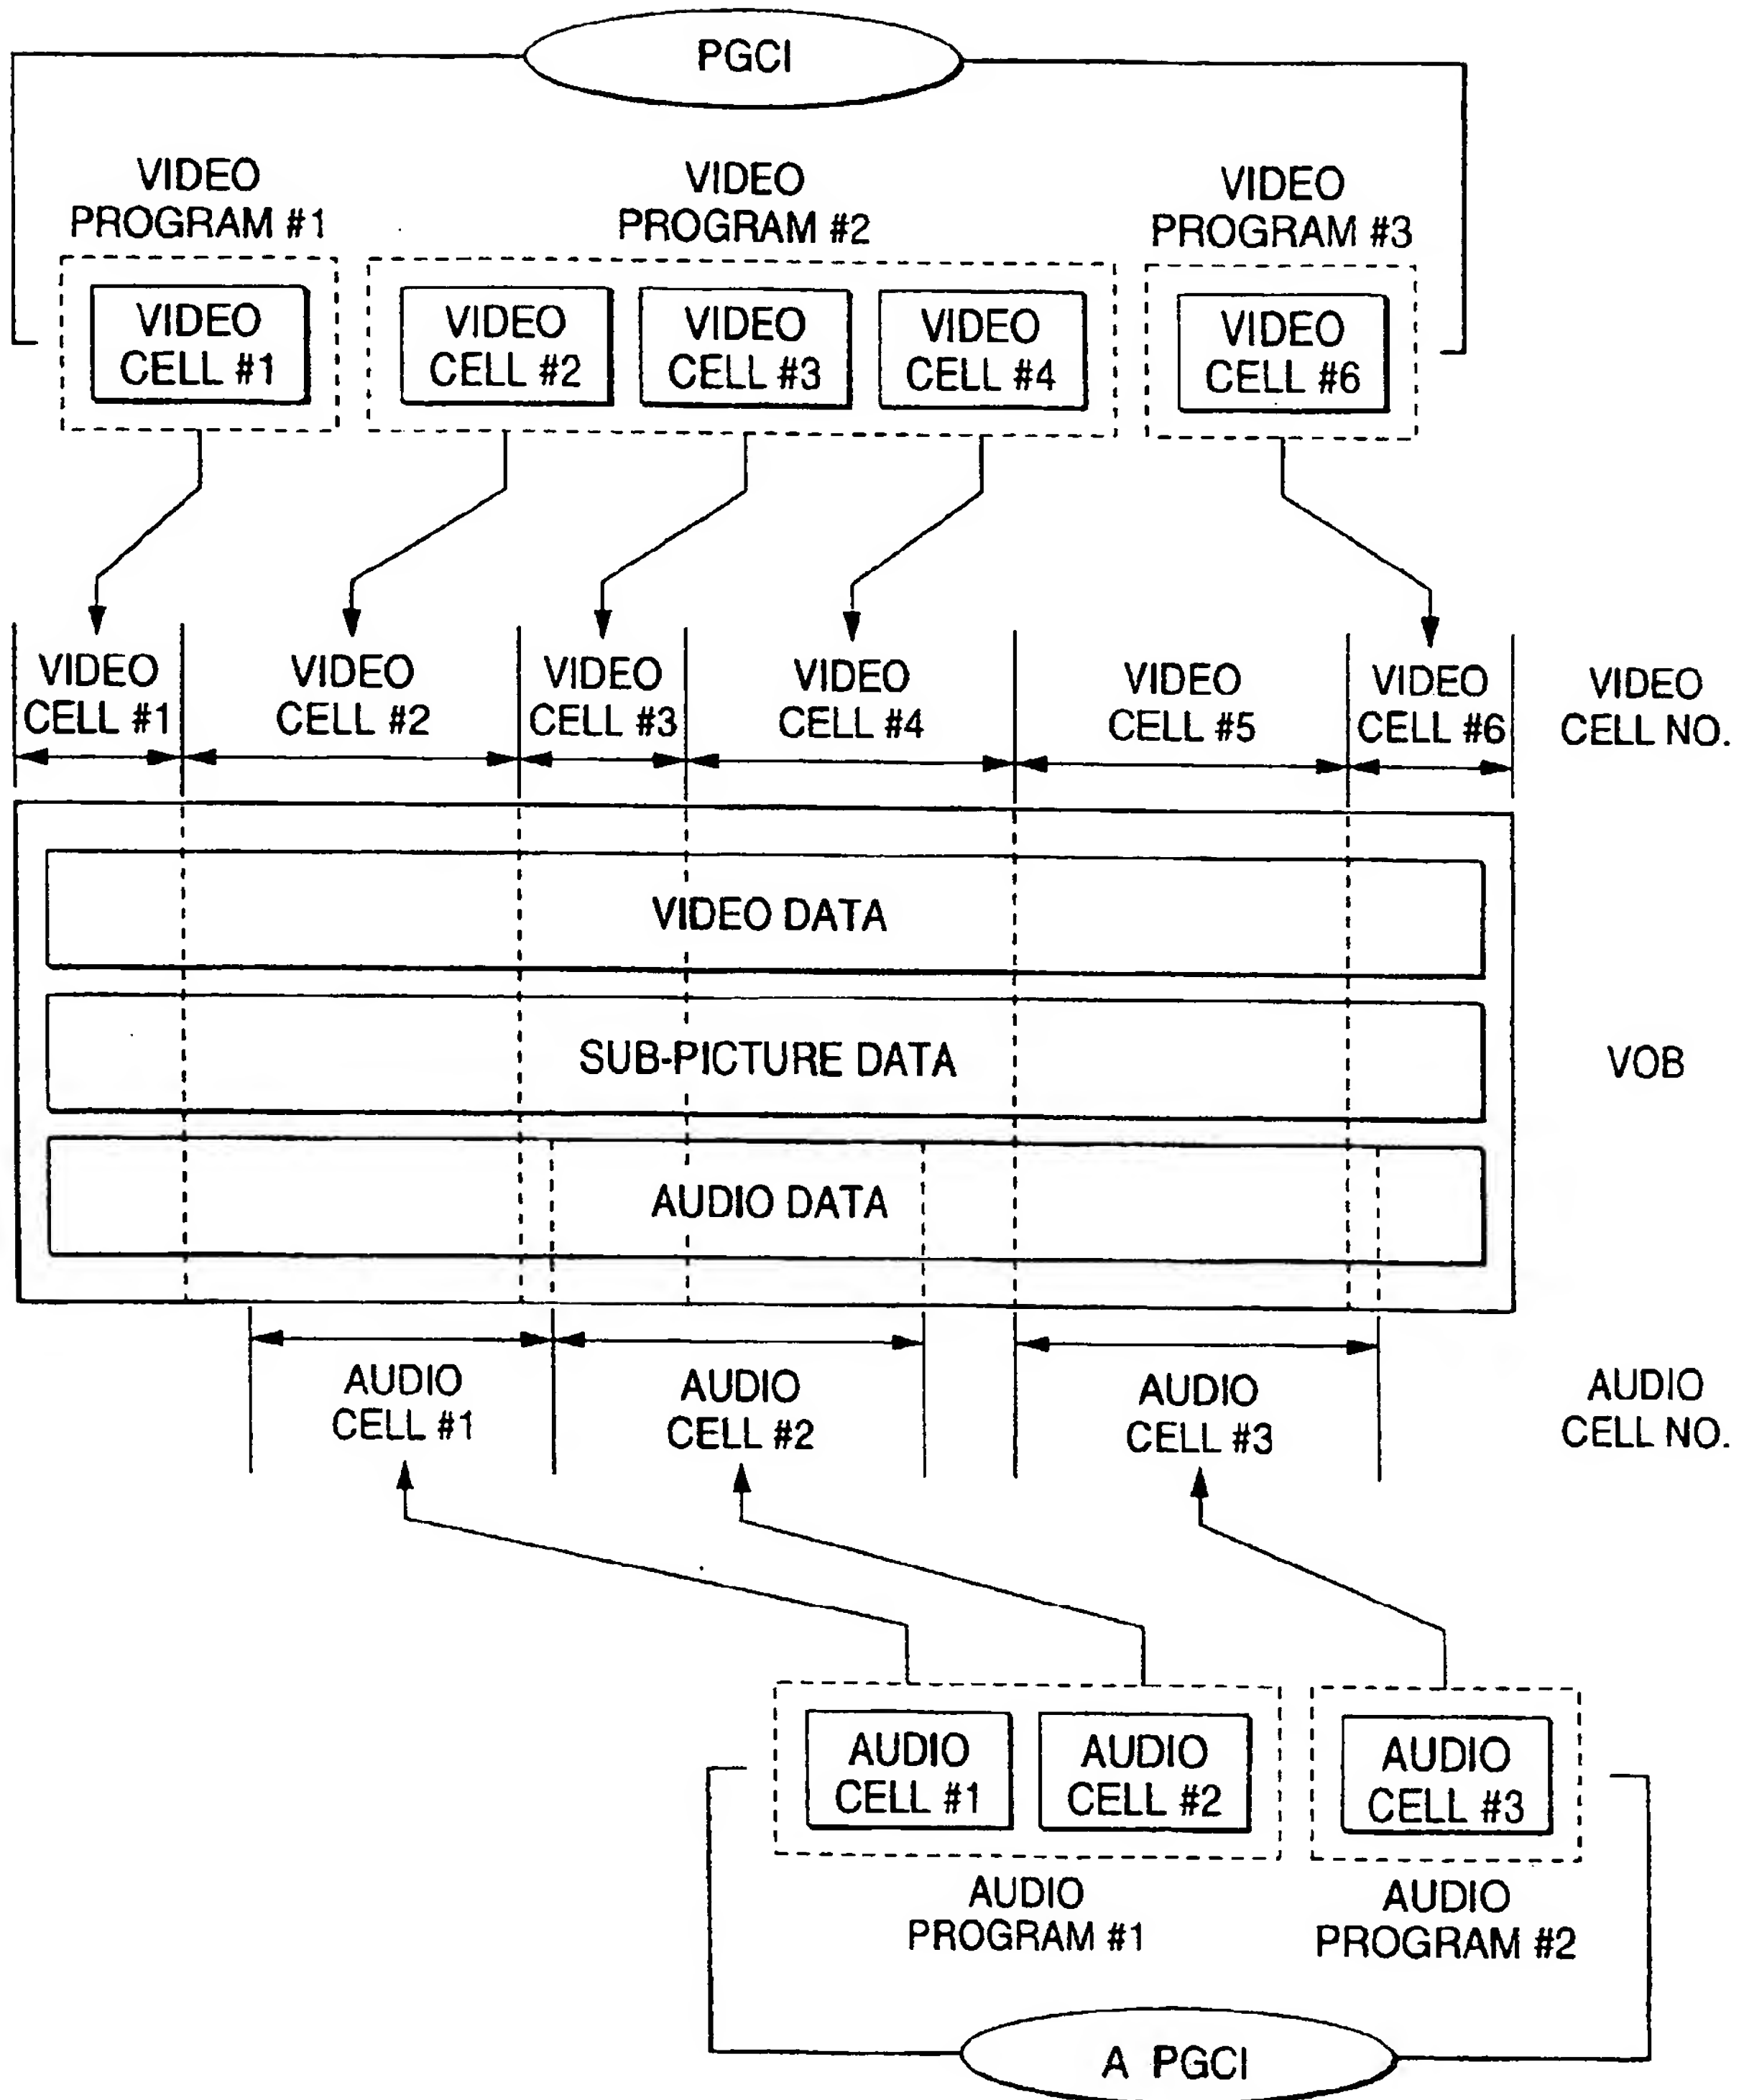 PGCI
VIDEO
PROGRAM #1
VIDEO
PROGRAM #2
VIDEO
PROGRAM #3
VIDEO
CELL #1
VIDEO
CELL #2
VIDEO
CELL #3
VIDEO
CELL #4
VIDEO
CELL #6
VIDEO
CELL #1
VIDEO
CELL #2
VIDEO
CELL #3
VIDEO
CELL #4
VIDEO
CELL #5
VIDEO
CELL #6
VIDEO
CELL NO.
VIDEO DATA
SUB-PICTURE DATA
VOB
AUDIO DATA
AUDIO
CELL #1
AUDIO
CELL #2
AUDIO
CELL #3
AUDIO
CELL NO.
AUDIO
CELL #1
AUDIO
CELL #2
AUDIO
CELL #3
AUDIO
PROGRAM #1
AUDIO
PROGRAM #2
A PGCI